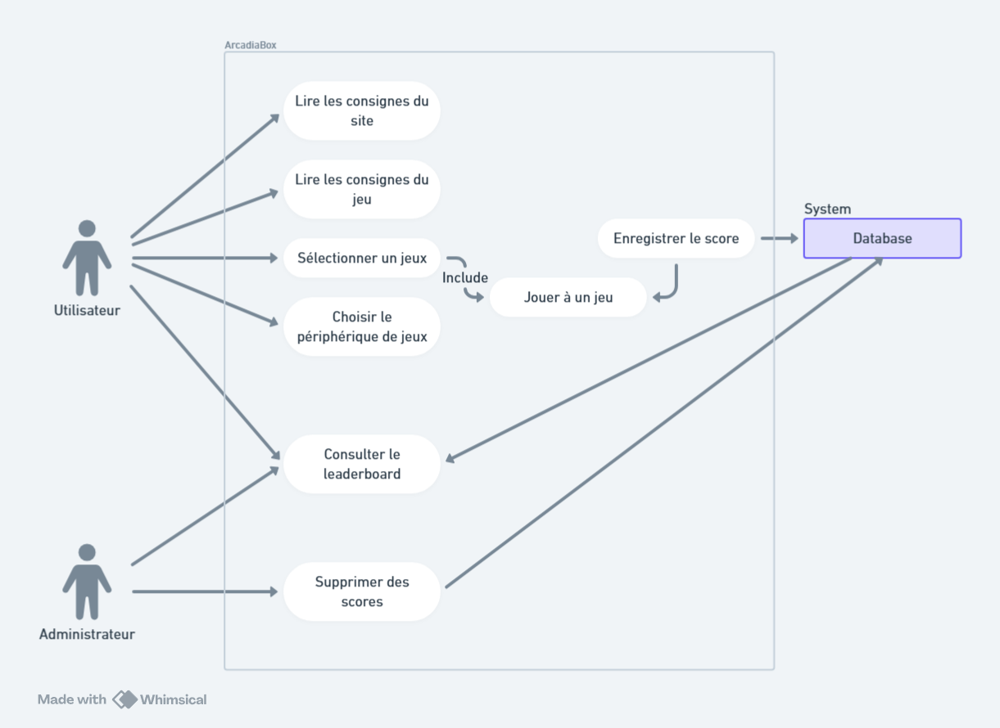 ArcadiaBox
Lire les consignes du
site
Lire les consignes du
jeu
System
Database
Enregistrer le score
Sélectionner un jeux
Include
Jouer à un jeu
Utilisateur
Choisir le
périphérique de jeux
Consulter le
leaderboard
Supprimer des
scores
Administrateur
Made with Whimsical